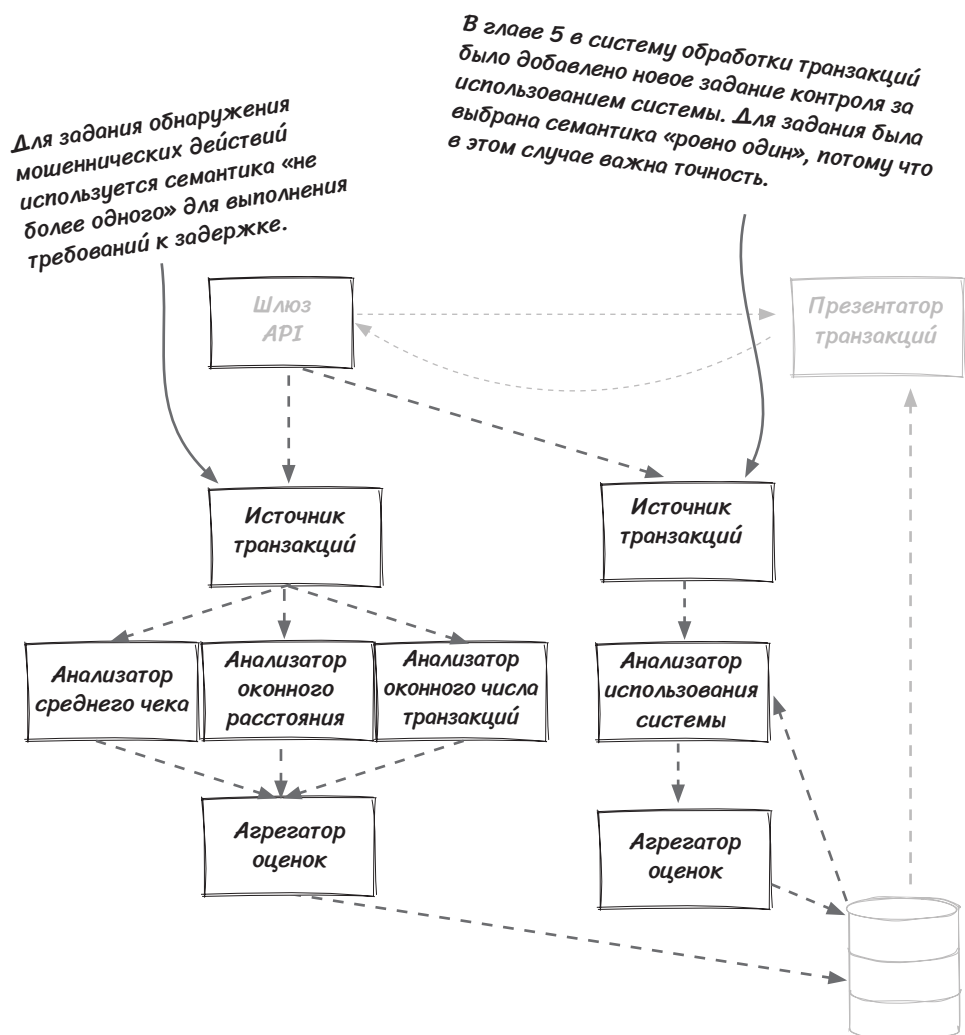 Для задания обнаружения
мошеннических действий
используется семантика «не
более одного» для выполнения
требований к задержке.
В главе 5 в систему обработки транзакций
было добавлено новое задание контроля за
использованием системы. Для задания была
выбрана семантика «ровно один», потому что
в этом случае важна точность.
Шлюз
API
Презентатор
транзакций
Источник
транзакций
Источник
транзакций
Анализатор
среднего чека
Анализатор
оконного
расстояния
Анализатор
оконного числа
транзакций
Анализатор
использования
системы
Агрегатор
оценок
Агрегатор
оценок